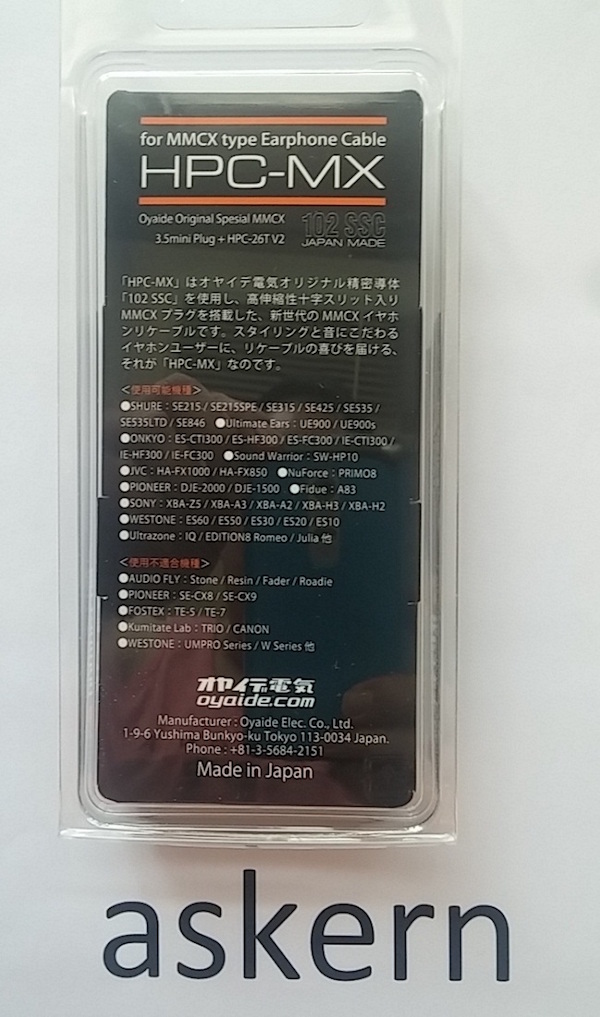 for MMCX type Earphone Cable
HPC-MX
Oyaide Original Spesial MMCX
3.5mini Plug + HPC-26T V2
102 SSC
JAPAN MADE
「HPC-MX」はオヤイデ電気オリジナル精密導体
「102 SSC」を使用し、高伸縮性十字スリット入り
MMCX プラグを搭載した、新世代の MMCX イヤホ
ンリケーブルです。スタイリングと音にこだわる
イヤホンユーザーに、リケーブルの喜びを届ける、
それが「HPC-MX」なのです。
＜使用可能機種＞
●SHURE：SE215 / SE215SPE / SE315 / SE425 / SE535 /
SE535LTD / SE846 ●Ultimate Ears：UE900 / UE900s
●ONKYO：ES-CTI300 / ES-HF300 / ES-FC300 / IE-CTI300 /
IE-HF300 / IE-FC300 ●Sound Warrior：SW-HP10
●JVC：HA-FX1000 / HA-FX850 ●NuForce：PRIMO8
●PIONEER：DJE-2000 / DJE-1500 ●Fidue：A83
●SONY：XBA-Z5 / XBA-A3 / XBA-A2 / XBA-H3 / XBA-H2
●WESTONE：ES60 / ES50 / ES30 / ES20 / ES10
●Ultrazone：IQ / EDITION8 Romeo / Julia 他
＜使用不適合機種＞
●AUDIO FLY：Stone / Resin / Fader / Roadie
●PIONEER：SE-CX8 / SE-CX9
●FOSTEX：TE-5 / TE-7
●Kumitate Lab：TRIO / CANON
●WESTONE：UMPRO Series / W Series 他
オヤイデ電気
oyaide.com
Manufacturer : Oyaide Elec. Co., Ltd.
1-9-6 Yushima Bunkyo-ku Tokyo 113-0034 Japan.
Phone : +81-3-5684-2151
Made in Japan
askern